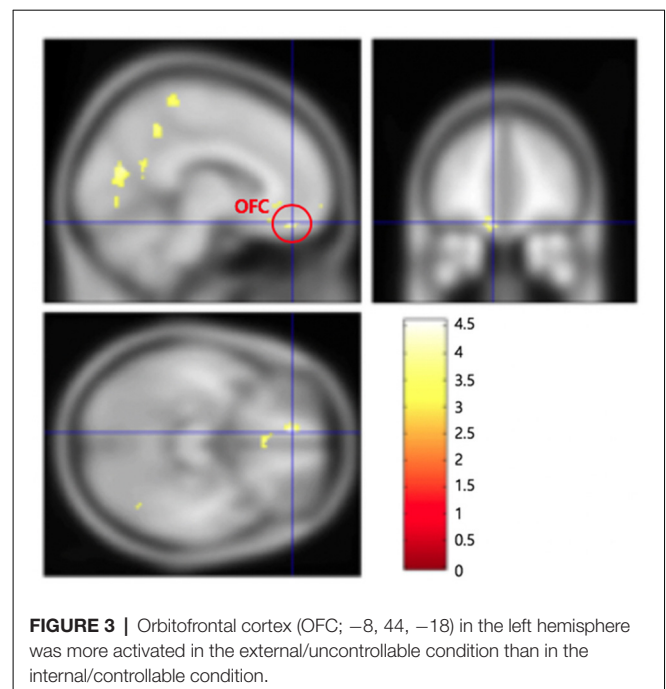 OFC
4.5
4
3.5
3
2.5
2
1.5
1
0.5
0
FIGURE 3 | Orbitofrontal cortex (OFC; −8, 44, −18) in the left hemisphere
was more activated in the external/uncontrollable condition than in the
internal/controllable condition.